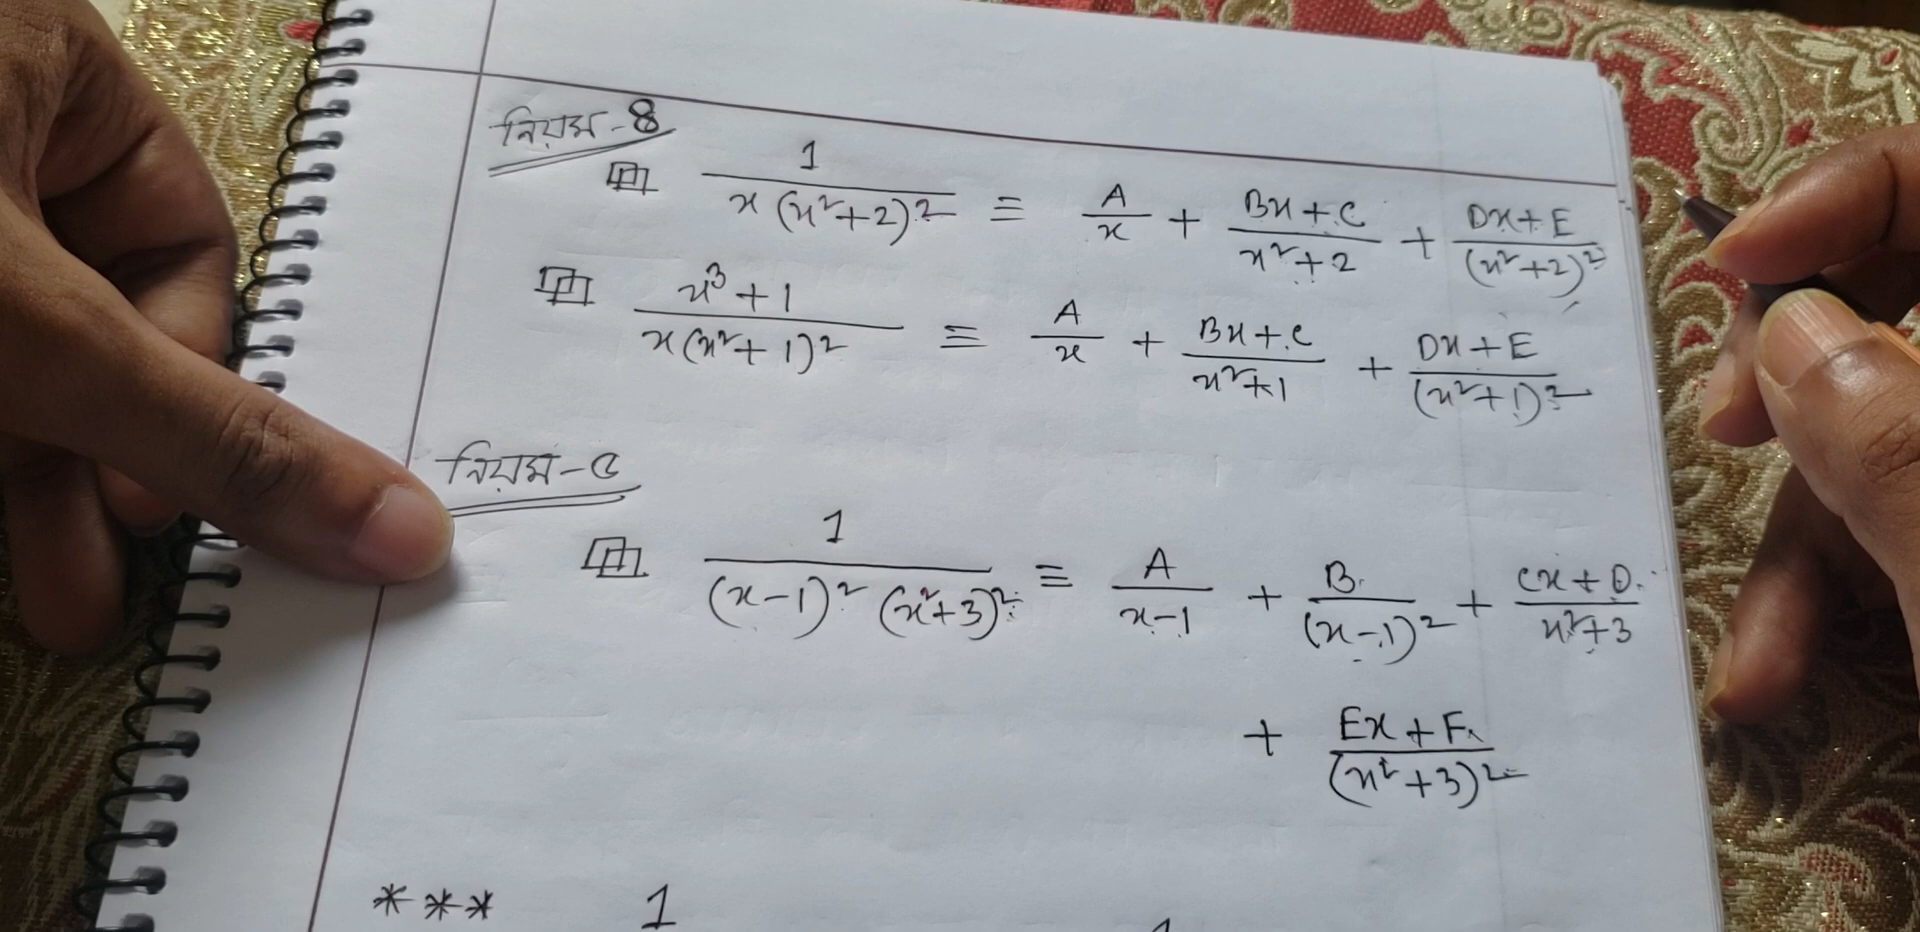 নিয়ম-৪
1/(x(x²+2)²) ≡ A/x + (Bx+C)/(x²+2) + (Dx+E)/(x²+2)²
(x³+1)/(x(x²+1)²) ≡ A/x + (Bx+C)/(x²+1) + (Dx+E)/(x²+1)²
নিয়ম-৫
1/((x-1)²(x²+3)²) ≡ A/(x-1) + B/(x-1)² + (Cx+D)/(x²+3)
+ (Ex+F)/(x²+3)²
*** 1